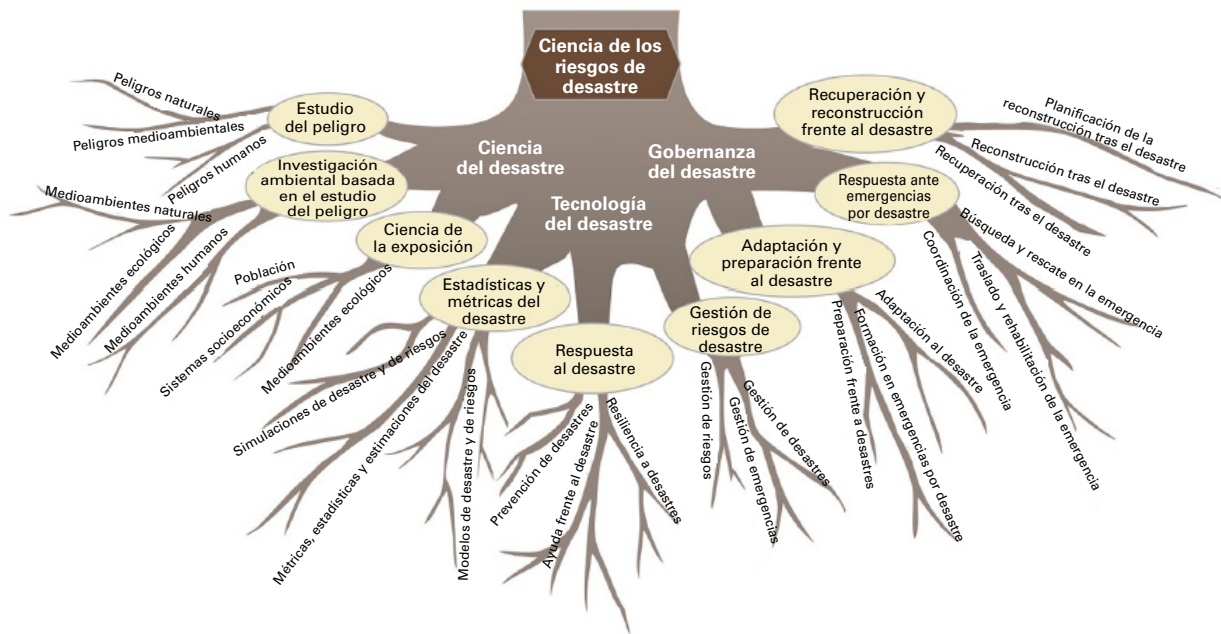 Ciencia de los
riesgos de
desastre
Ciencia
del desastre
Tecnología
del desastre
Gobernanza
del desastre
Estudio
del peligro
Peligros naturales
Peligros medioambientales
Peligros humanos
Investigación
ambiental basada
en el estudio
del peligro
Medioambientes naturales
Medioambientes ecológicos
Medioambientes humanos
Ciencia de
la exposición
Población
Sistemas socioeconómicos
Medioambientes ecológicos
Estadísticas y
métricas del
desastre
Simulaciones de desastre y de riesgos
Métricas, estadísticas y estimaciones del desastre
Modelos de desastre y de riesgos
Respuesta
al desastre
Prevención de desastres
Ayuda frente al desastre
Resiliencia a desastres
Gestión de
riesgos de
desastre
Gestión de riesgos
Gestión de emergencias
Gestión de desastres
Adaptación y
preparación frente
al desastre
Preparación frente a desastres
Formación en emergencias por desastre
Adaptación al desastre
Respuesta ante
emergencias
por desastre
Coordinación de la emergencia
Traslado y rehabilitación de la emergencia
Búsqueda y rescate en la emergencia
Recuperación y
reconstrucción
frente al desastre
Recuperación tras el desastre
Reconstrucción tras el desastre
Planificación de la
reconstrucción tras el desastre